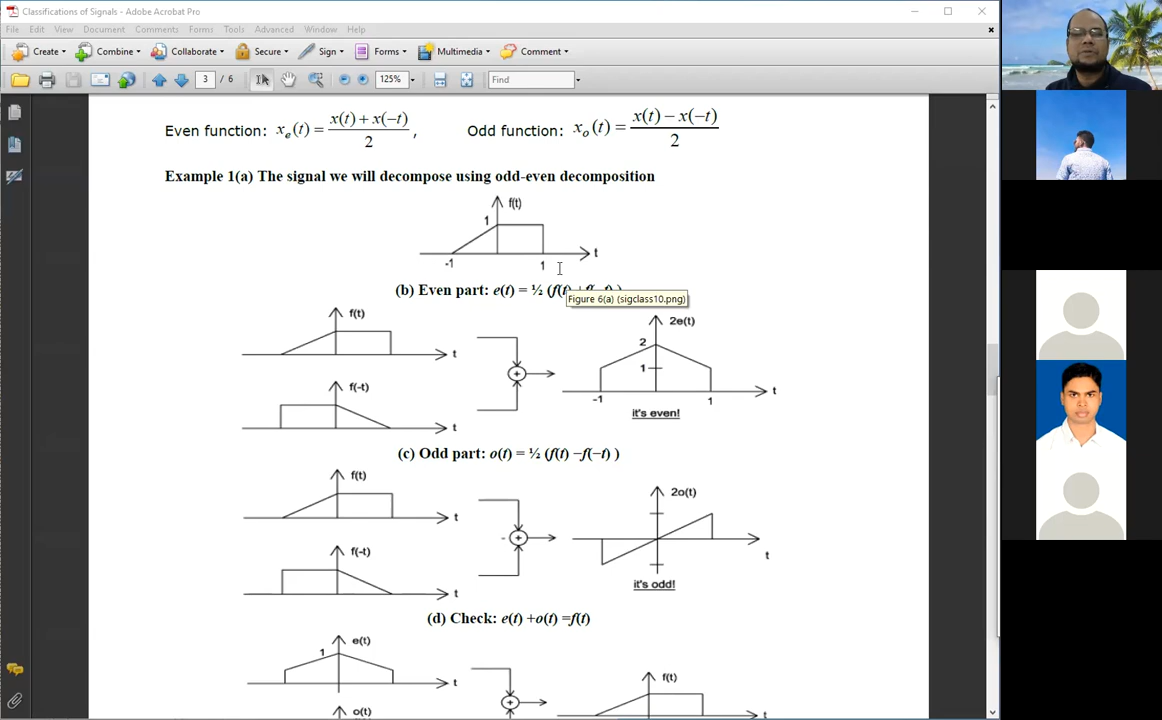 Classifications of Signals - Adobe Acrobat Pro
File Edit View Document Comments Forms Tools Advanced Window Help
Create Combine Collaborate Secure Sign Forms Multimedia Comment
3 / 6 125% Find
Even function: xₑ(t) = x(t)+x(−t) / 2 , Odd function: xₒ(t) = x(t)−x(−t) / 2
Example 1(a) The signal we will decompose using odd-even decomposition
f(t)
1
t
-1 1
(b) Even part: e(t) = ½ (f(t)
Figure 6(a) (sigclass10.png)
f(t)
t
f(-t)
t
+
2e(t)
2
1
t
-1 1
it's even!
(c) Odd part: o(t) = ½ (f(t) −f(−t) )
f(t)
t
f(-t)
t
- +
2o(t)
t
it's odd!
(d) Check: e(t) +o(t) =f(t)
e(t)
1
t
o(t)
+
f(t)
t